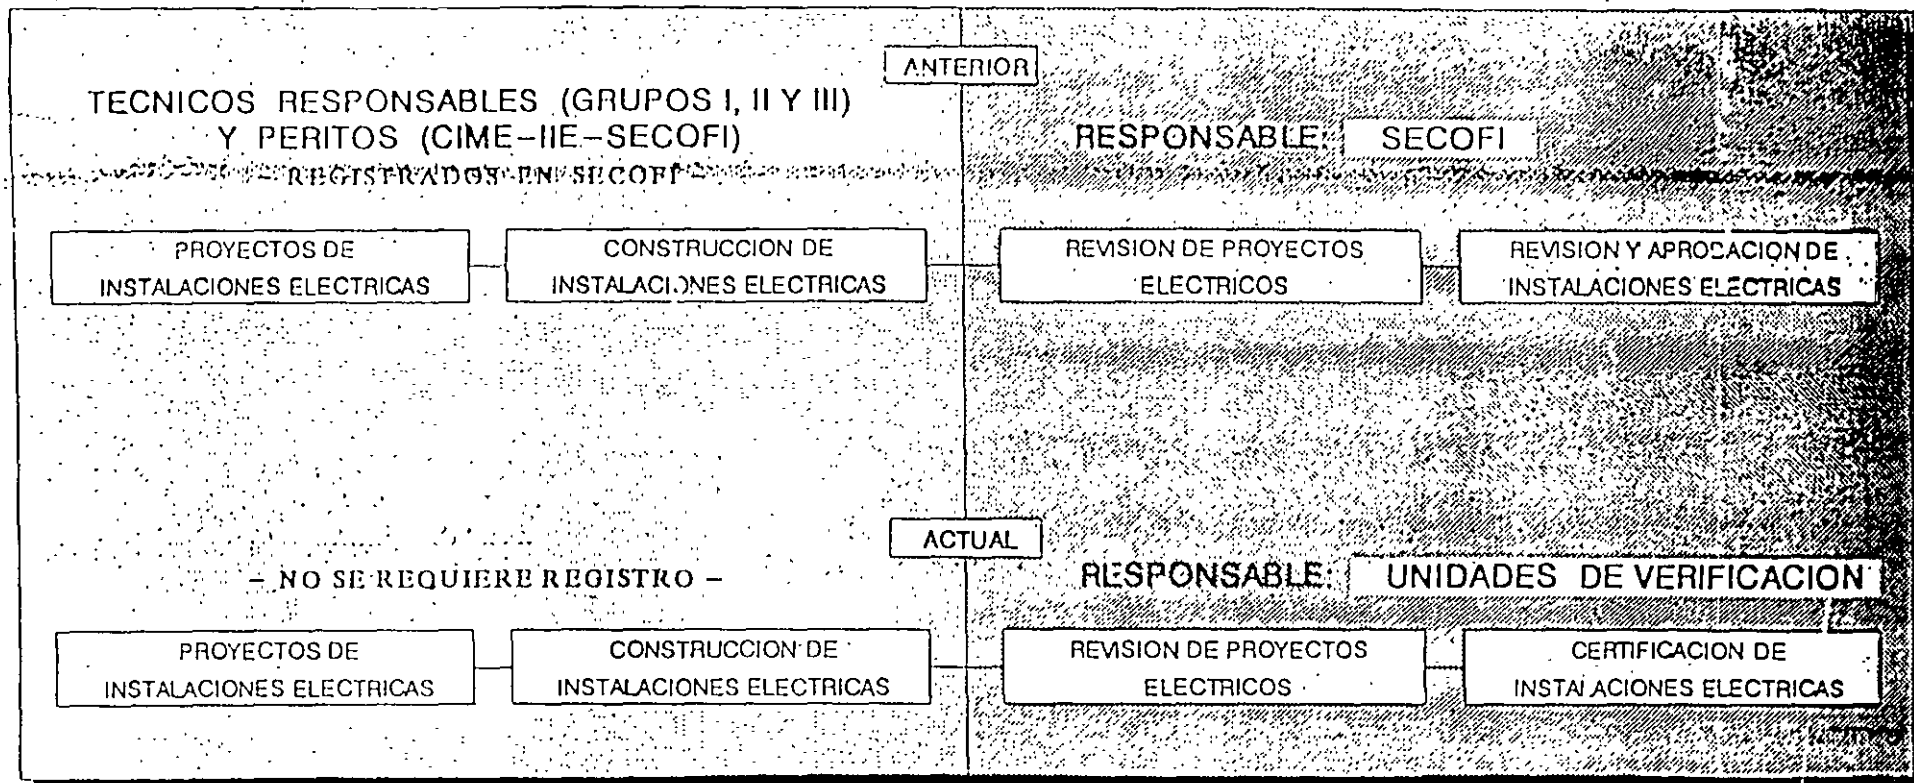 ANTERIOR
TECNICOS RESPONSABLES (GRUPOS I, II Y III)
Y PERITOS (CIME-IIE-SECOFI)
- REGISTRADOS EN SECOFI -
RESPONSABLE: SECOFI
PROYECTOS DE
INSTALACIONES ELECTRICAS
CONSTRUCCION DE
INSTALACIONES ELECTRICAS
REVISION DE PROYECTOS
ELECTRICOS
REVISION Y APROBACION DE
INSTALACIONES ELECTRICAS
ACTUAL
- NO SE REQUIERE REGISTRO -
RESPONSABLE: UNIDADES DE VERIFICACION
PROYECTOS DE
INSTALACIONES ELECTRICAS
CONSTRUCCION DE
INSTALACIONES ELECTRICAS
REVISION DE PROYECTOS
ELECTRICOS
CERTIFICACION DE
INSTALACIONES ELECTRICAS